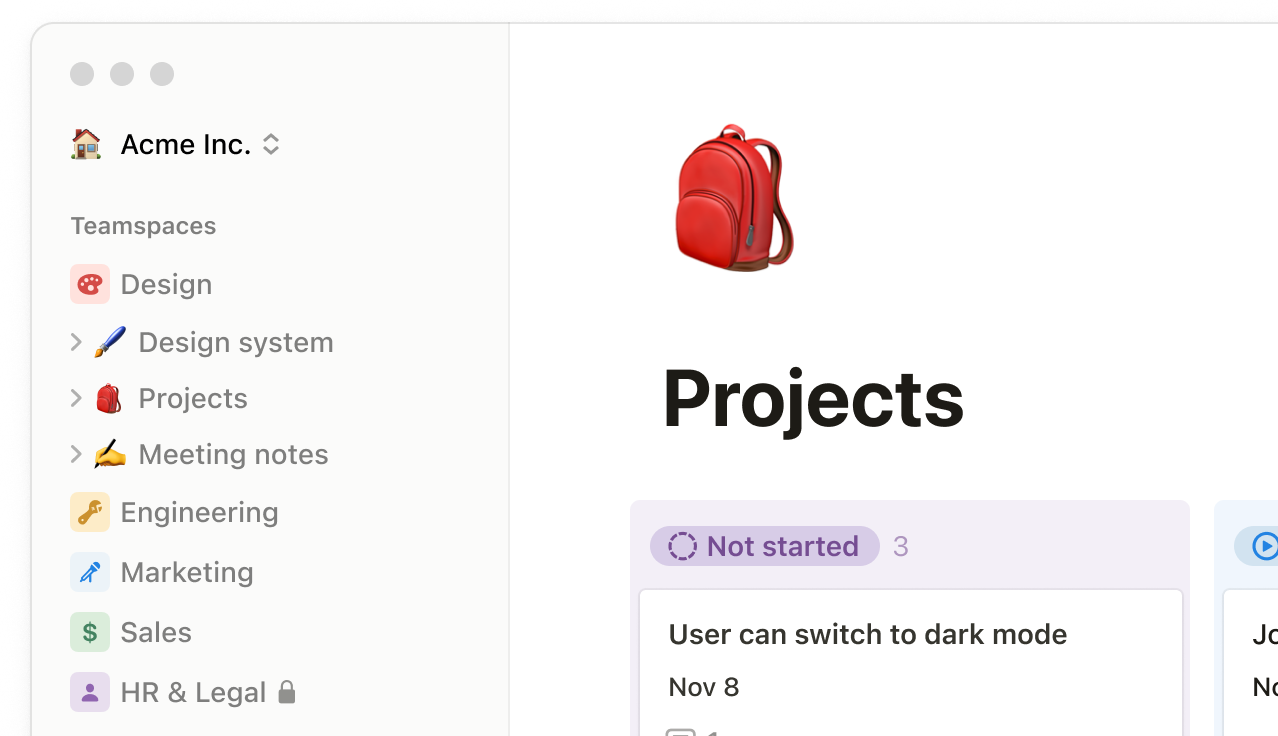 Acme Inc.
Teamspaces
Design
Design system
Projects
Meeting notes
Engineering
Marketing
$ Sales
HR & Legal
Projects
Not started 3
User can switch to dark mode
Nov 8